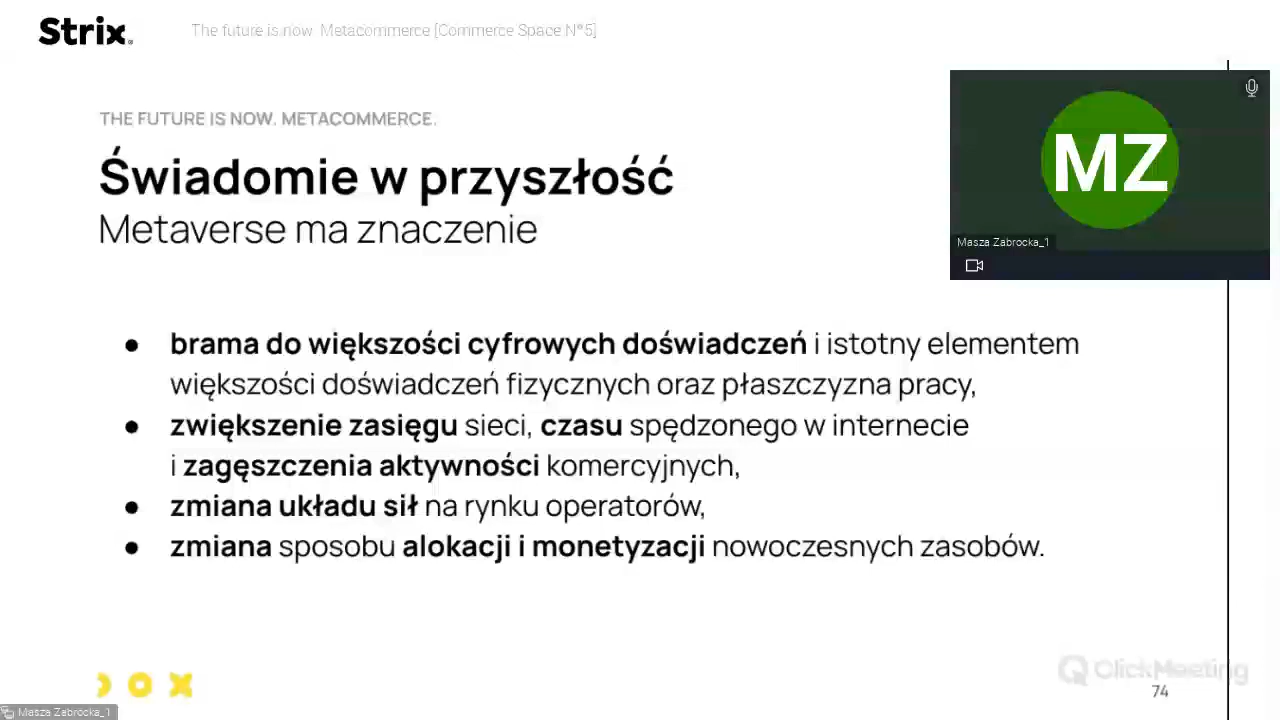 Strix®
The future is now. Metacommerce [Commerce Space N°5]
THE FUTURE IS NOW. METACOMMERCE.
Świadomie w przyszłość
Metaverse ma znaczenie
MZ
Masza Zabrocka_1
● brama do większości cyfrowych doświadczeń i istotny elementem
większości doświadczeń fizycznych oraz płaszczyzna pracy,
● zwiększenie zasięgu sieci, czasu spędzonego w internecie
i zagęszczenia aktywności komercyjnych,
● zmiana układu sił na rynku operatorów,
● zmiana sposobu alokacji i monetyzacji nowoczesnych zasobów.
ClickMeeting
74
Masza Zabrocka_1